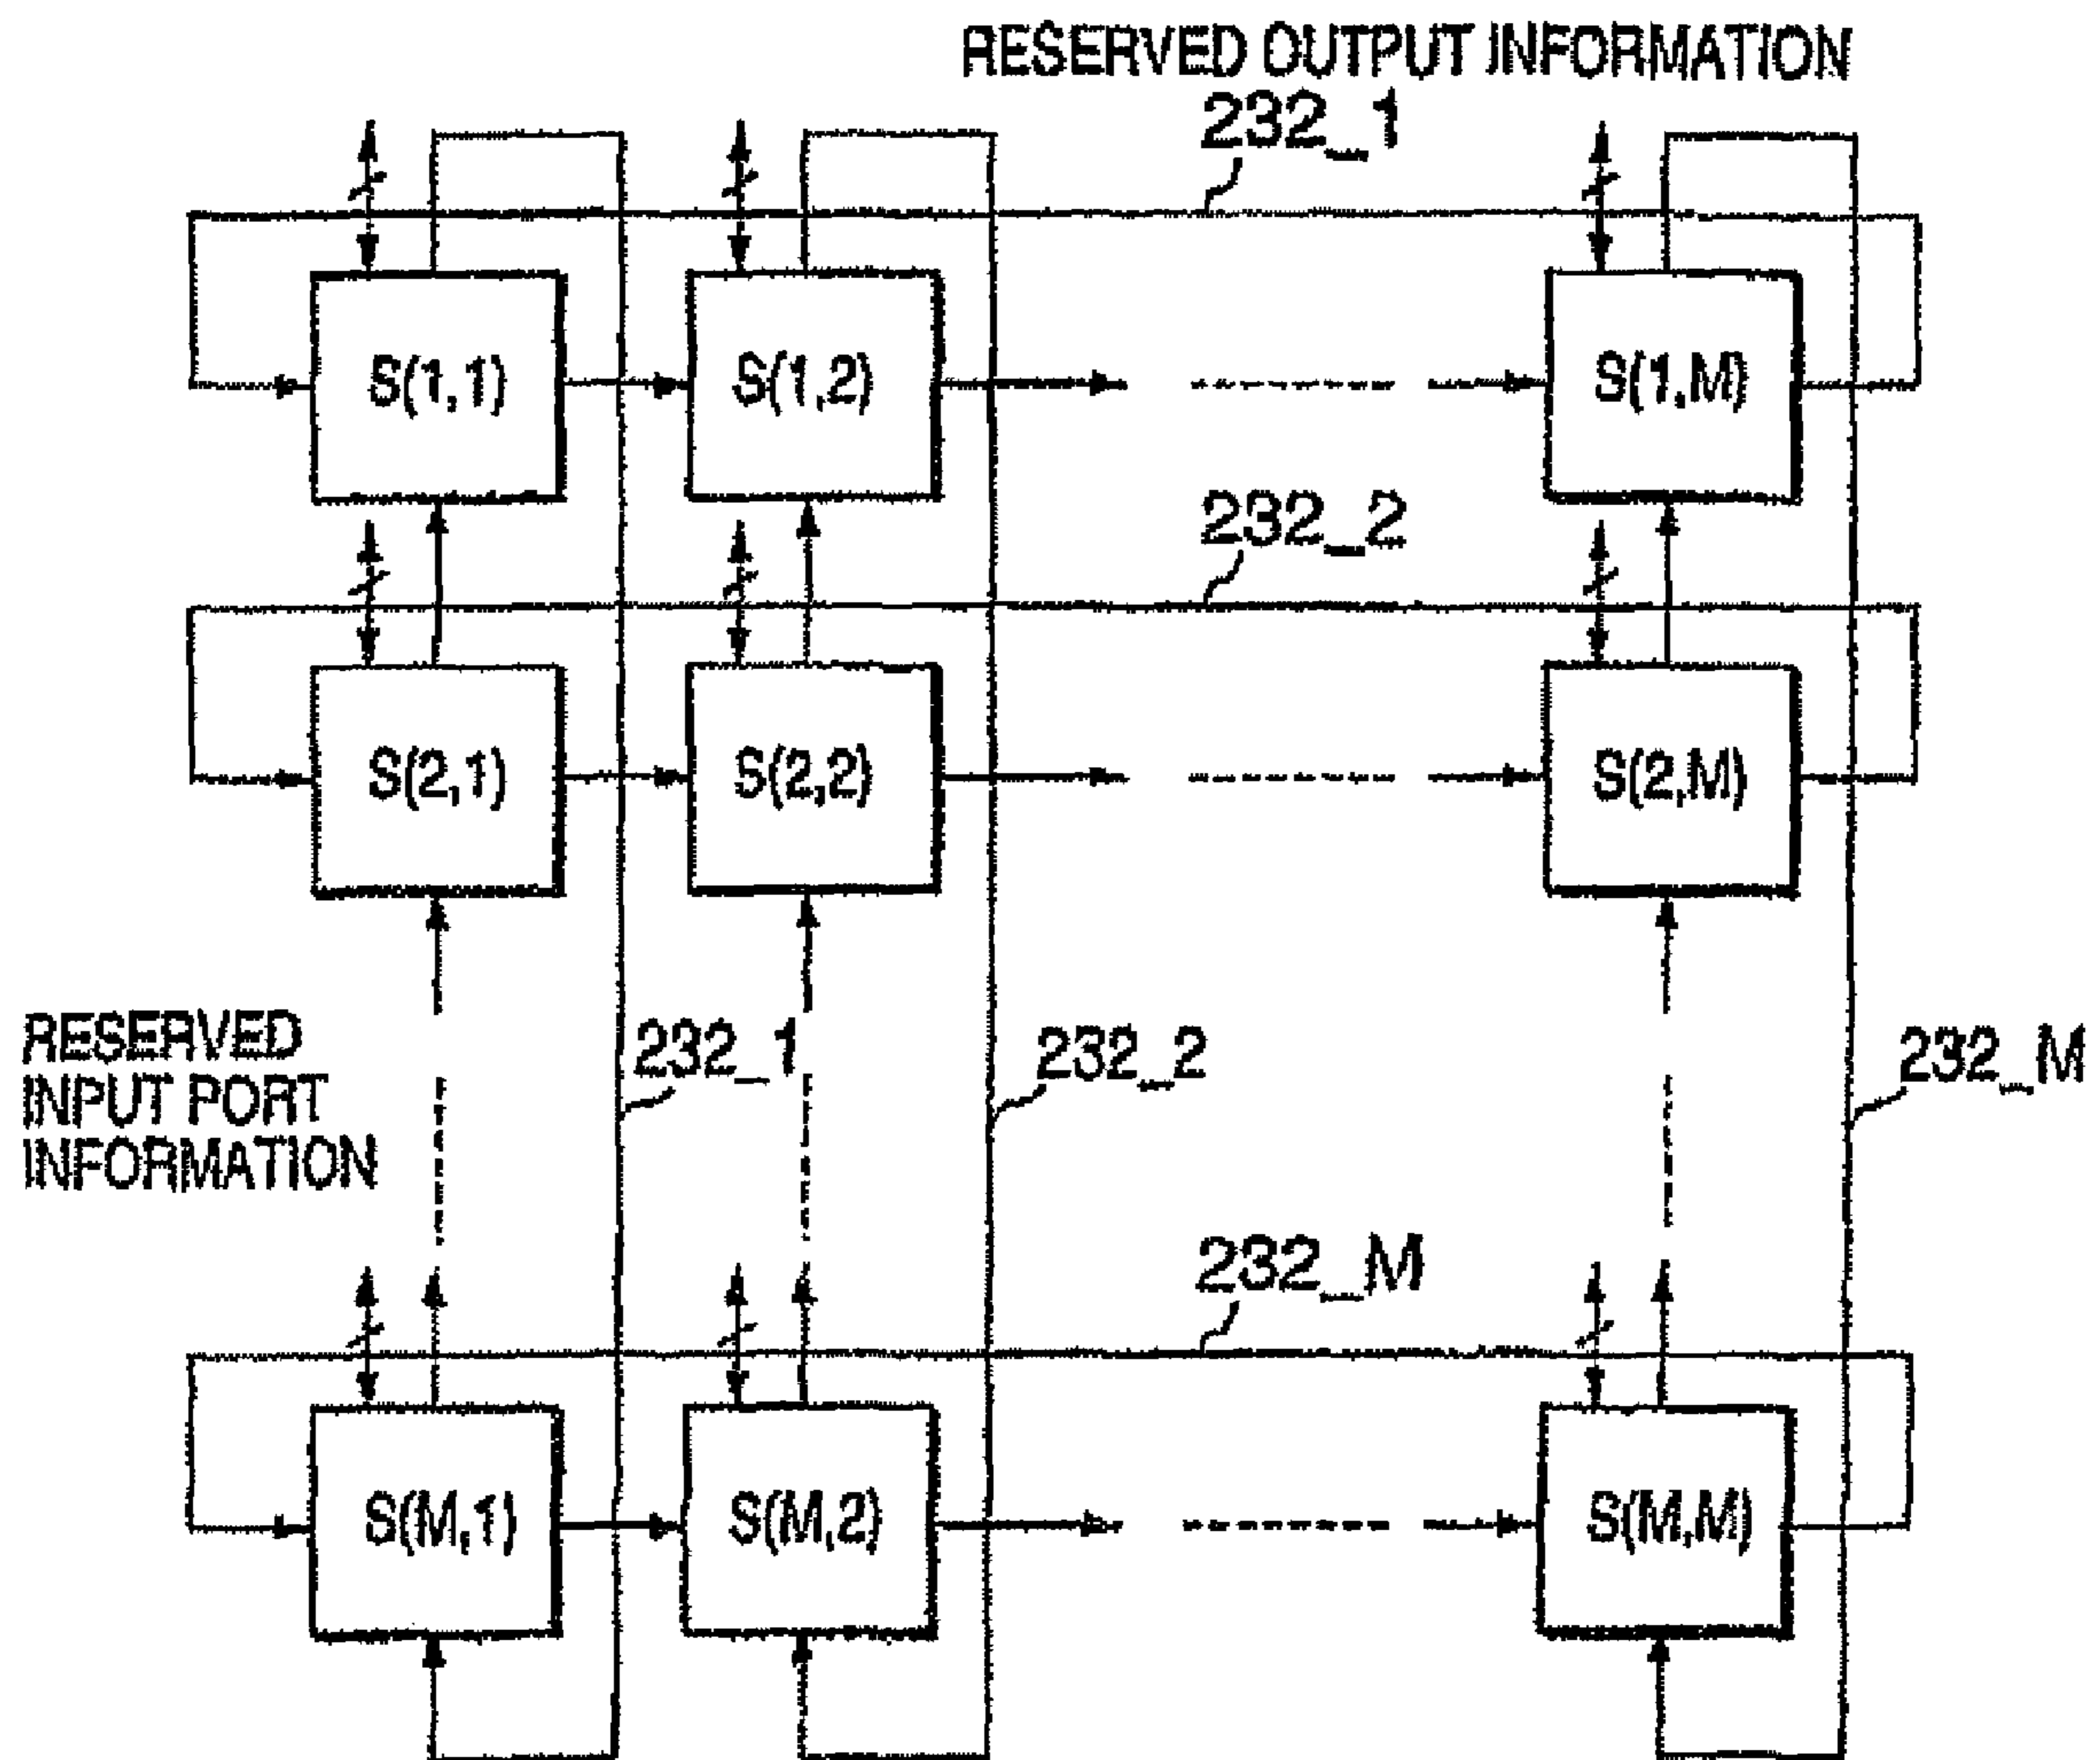 RESERVED OUTPUT INFORMATION
232_1
S(1,1) S(1,2) S(1,M)
232_2
S(2,1) S(2,2) S(2,M)
RESERVED
INPUT PORT
INFORMATION
232_1 232_2 232_M
232_M
S(M,1) S(M,2) S(M,M)